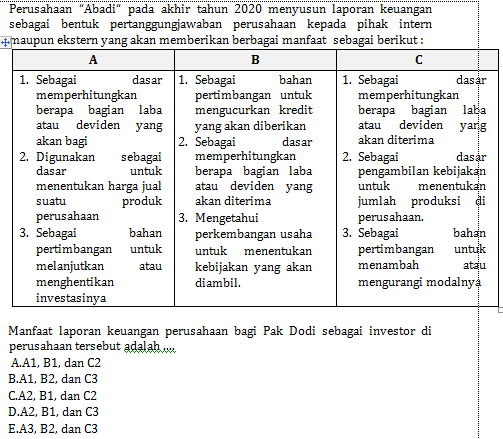 Perusahaan "Abadi" pada akhir tahun 2020 menyusun laporan keuangan
sebagai bentuk pertanggungjawaban perusahaan kepada pihak intern
maupun ekstern yang akan memberikan berbagai manfaat sebagai berikut :
A
B
C
1. Sebagai dasar
memperhitungkan
berapa bagian laba
atau deviden yang
akan bagi
2. Digunakan sebagai
dasar untuk
menentukan harga jual
suatu produk
perusahaan
3. Sebagai bahan
pertimbangan untuk
melanjutkan atau
menghentikan
investasinya
1. Sebagai bahan
pertimbangan untuk
mengucurkan kredit
yang akan diberikan
2. Sebagai dasar
memperhitungkan
berapa bagian laba
atau deviden yang
akan diterima
3. Mengetahui
perkembangan usaha
untuk menentukan
kebijakan yang akan
diambil.
1. Sebagai dasar
memperhitungkan
berapa bagian laba
atau deviden yang
akan diterima
2. Sebagai dasar
pengambilan kebijakan
untuk menentukan
jumlah produksi di
perusahaan.
3. Sebagai bahan
pertimbangan untuk
menambah atau
mengurangi modalnya
Manfaat laporan keuangan perusahaan bagi Pak Dodi sebagai investor di
perusahaan tersebut adalah ....
A.A1, B1, dan C2
B.A1, B2, dan C3
C.A2, B1, dan C2
D.A2, B1, dan C3
E.A3, B2, dan C3